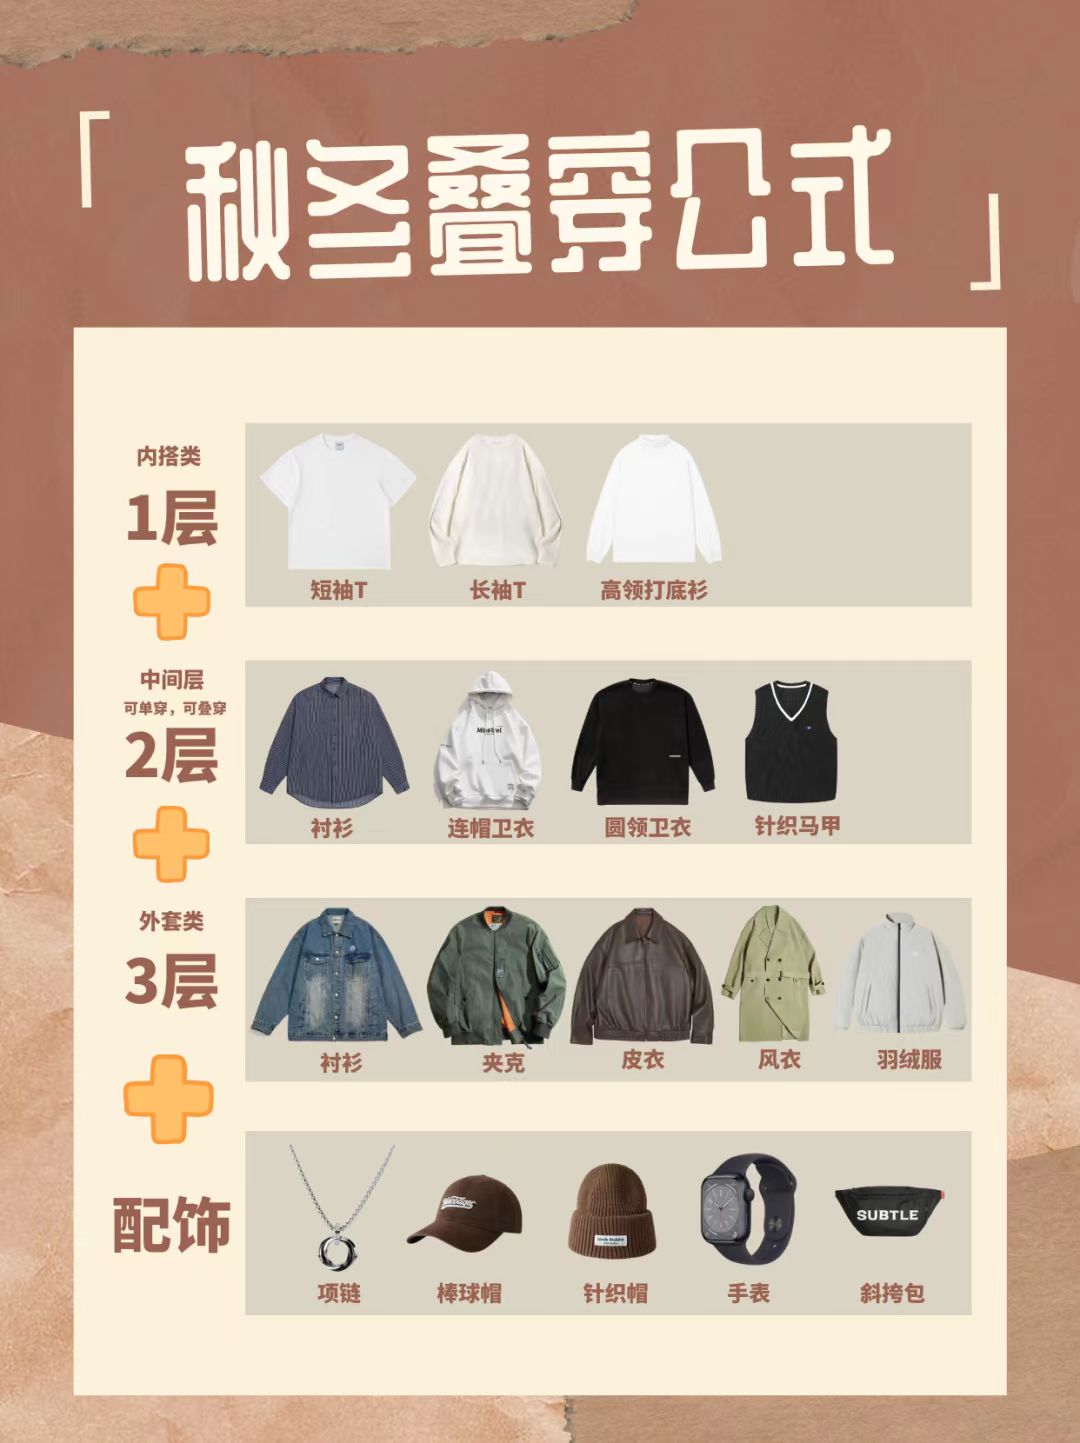 「秋冬叠穿公式」
内搭类
1层
短袖T 长袖T 高领打底衫
中间层
可单穿，可叠穿
2层
衬衫 连帽卫衣 圆领卫衣 针织马甲
外套类
3层
衬衫 夹克 皮衣 风衣 羽绒服
配饰
SUBTLE
项链 棒球帽 针织帽 手表 斜挎包